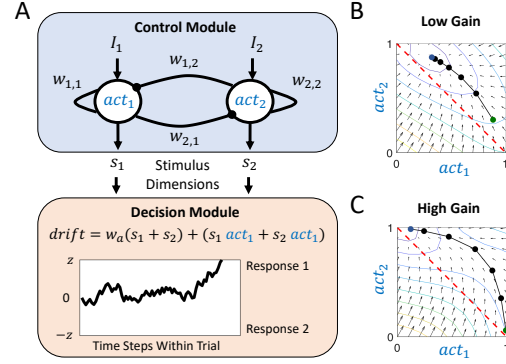 A
Control Module
I1
I2
w1,2
w1,1
act1
act2
w2,2
w2,1
s1
Stimulus
Dimensions
s2
Decision Module
drift = wa(s1 + s2) + (s1 act1 + s2 act1)
z
0
−z
Response 1
Response 2
Time Steps Within Trial
B
Low Gain
1
act2
0
0
act1
1
C
High Gain
1
act2
0
0
act1
1